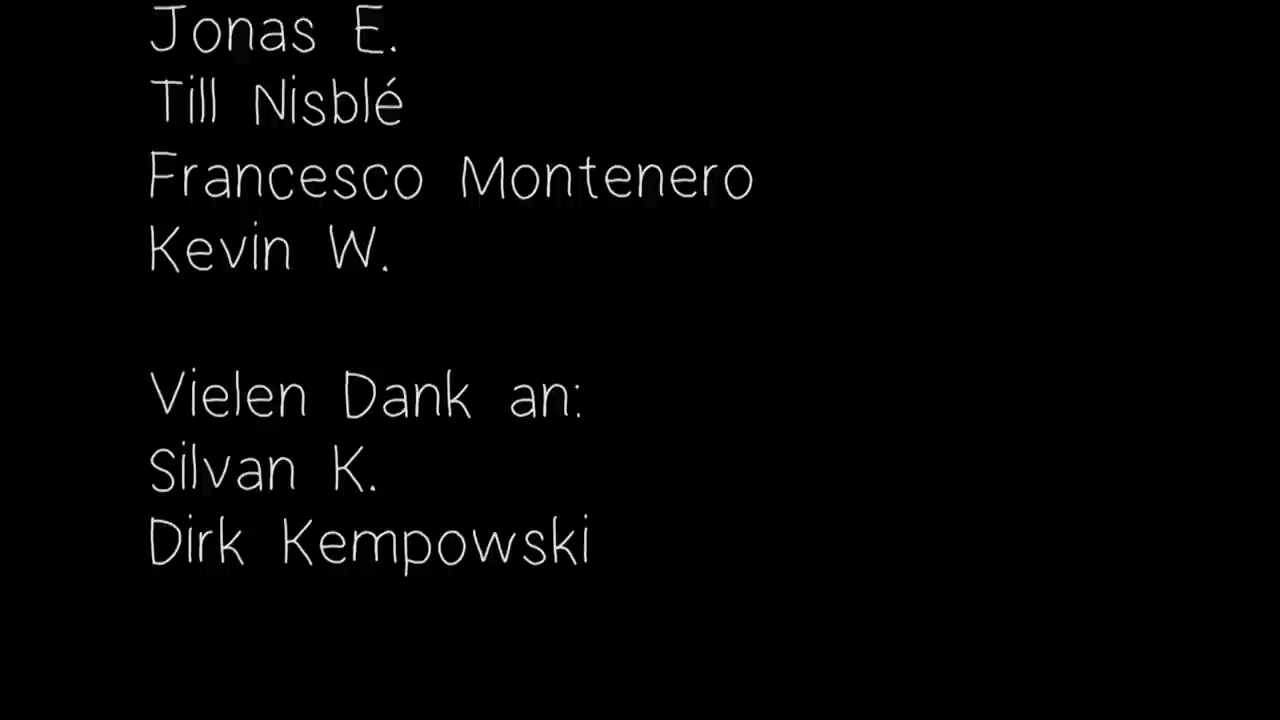 Jonas E.
Till Nisblé
Francesco Montenero
Kevin W.
Vielen Dank an:
Silvan K.
Dirk Kempowski